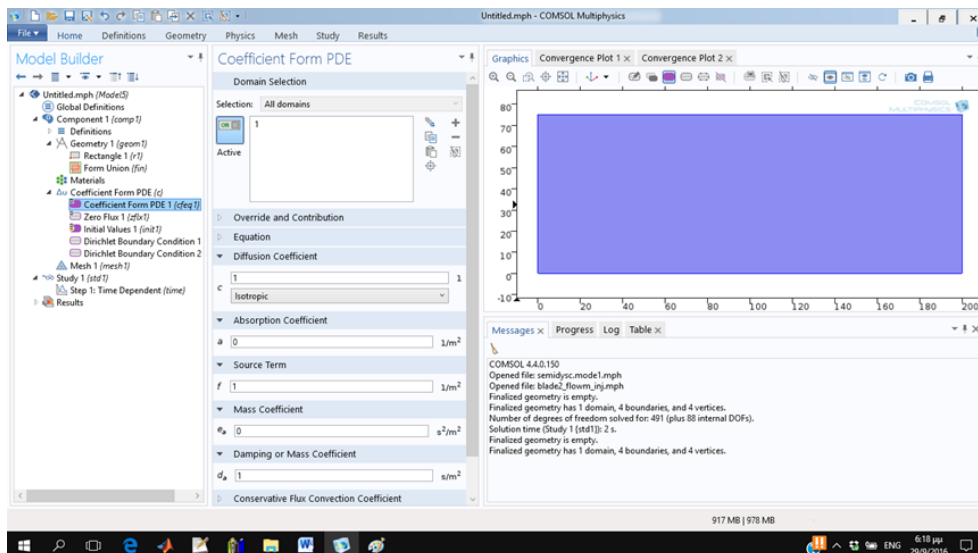 Untitled.mph - COMSOL Multiphysics
File Home Definitions Geometry Physics Mesh Study Results
Model Builder
Untitled.mph (Model5)
Global Definitions
Component 1 (comp1)
Definitions
Geometry 1 (geom1)
Rectangle 1 (r1)
Form Union (fin)
Materials
Δu Coefficient Form PDE (c)
Coefficient Form PDE 1 (cfeq1)
Zero Flux 1 (zflx1)
Initial Values 1 (init1)
Dirichlet Boundary Condition 1
Dirichlet Boundary Condition 2
Mesh 1 (mesh1)
Study 1 (std1)
Step 1: Time Dependent (time)
Results
Coefficient Form PDE
Domain Selection
Selection: All domains
ON
1
Active
Override and Contribution
Equation
Diffusion Coefficient
c 1 1
Isotropic
Absorption Coefficient
a 0 1/m²
Source Term
f 1 1/m²
Mass Coefficient
eₐ 0 s²/m²
Damping or Mass Coefficient
dₐ 1 s/m²
Conservative Flux Convection Coefficient
Graphics Convergence Plot 1 Convergence Plot 2
COMSOL
MULTIPHYSICS
80
70
60
50
40
30
20
10
0
-10
0 20 40 60 80 100 120 140 160 180 200
Messages Progress Log Table
COMSOL 4.4.0.150
Opened file: semidysc.mode1.mph
Opened file: blade2_flowm_inj.mph
Finalized geometry is empty.
Finalized geometry has 1 domain, 4 boundaries, and 4 vertices.
Number of degrees of freedom solved for: 491 (plus 88 internal DOFs).
Solution time (Study 1 {std1}): 2 s.
Finalized geometry is empty.
Finalized geometry has 1 domain, 4 boundaries, and 4 vertices.
917 MB | 978 MB
ENG
6:18 μμ
29/9/2016